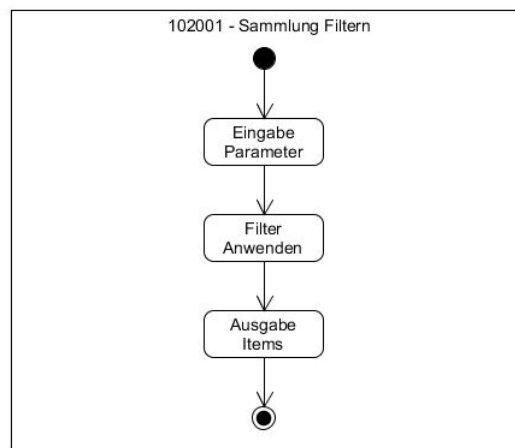 102001 - Sammlung Filtern
Eingabe
Parameter
Filter
Anwenden
Ausgabe
Items